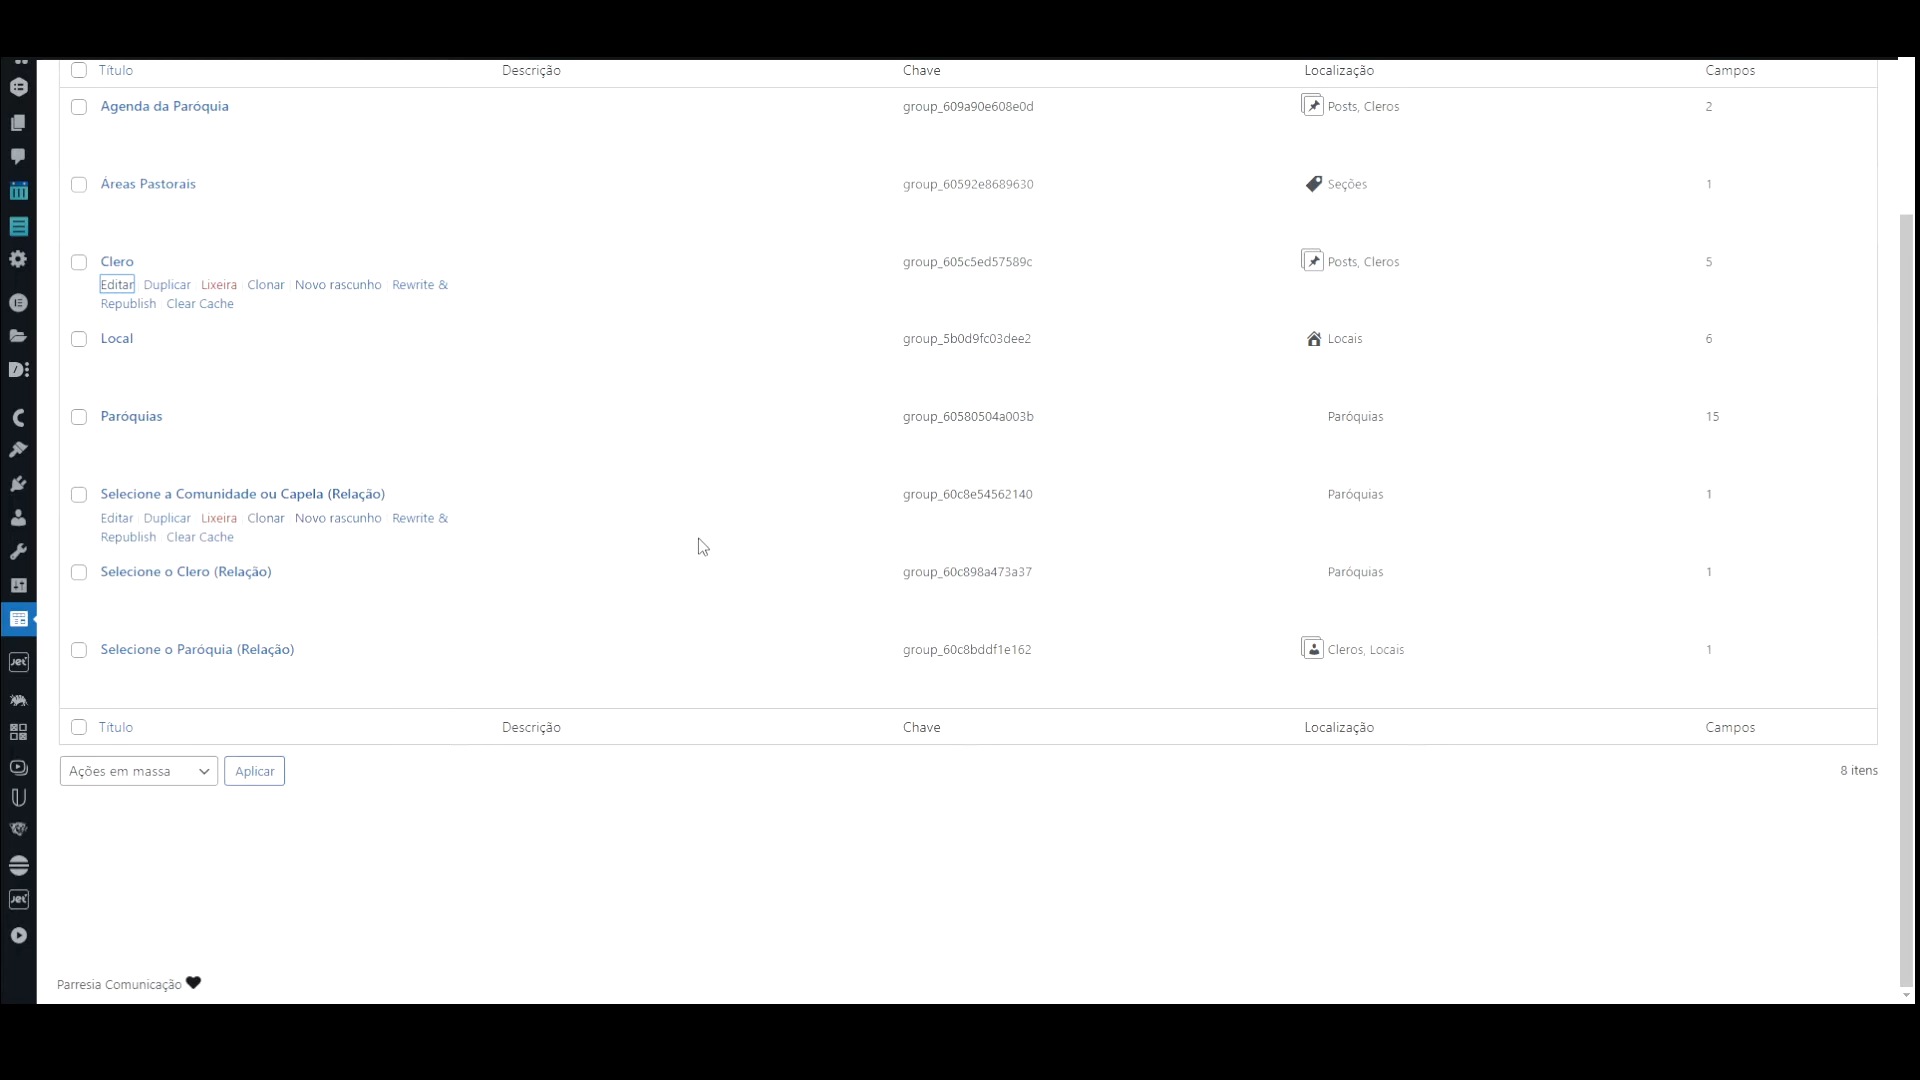 Título Descrição Chave Localização Campos
Agenda da Paróquia group_609a90e608e0d Posts, Cleros 2
Áreas Pastorais group_60592e8689630 Seções 1
Clero group_605c5ed57589c Posts, Cleros 5
Editar Duplicar Lixeira Clonar Novo rascunho Rewrite &
Republish Clear Cache
Local group_5b0d9fc03dee2 Locais 6
Paróquias group_60580504a003b Paróquias 15
Selecione a Comunidade ou Capela (Relação) group_60c8e54562140 Paróquias 1
Editar Duplicar Lixeira Clonar Novo rascunho Rewrite &
Republish Clear Cache
Selecione o Clero (Relação) group_60c898a473a37 Paróquias 1
Selecione o Paróquia (Relação) group_60c8bddf1e162 Cleros, Locais 1
Título Descrição Chave Localização Campos
Ações em massa Aplicar 8 itens
Parresia Comunicação